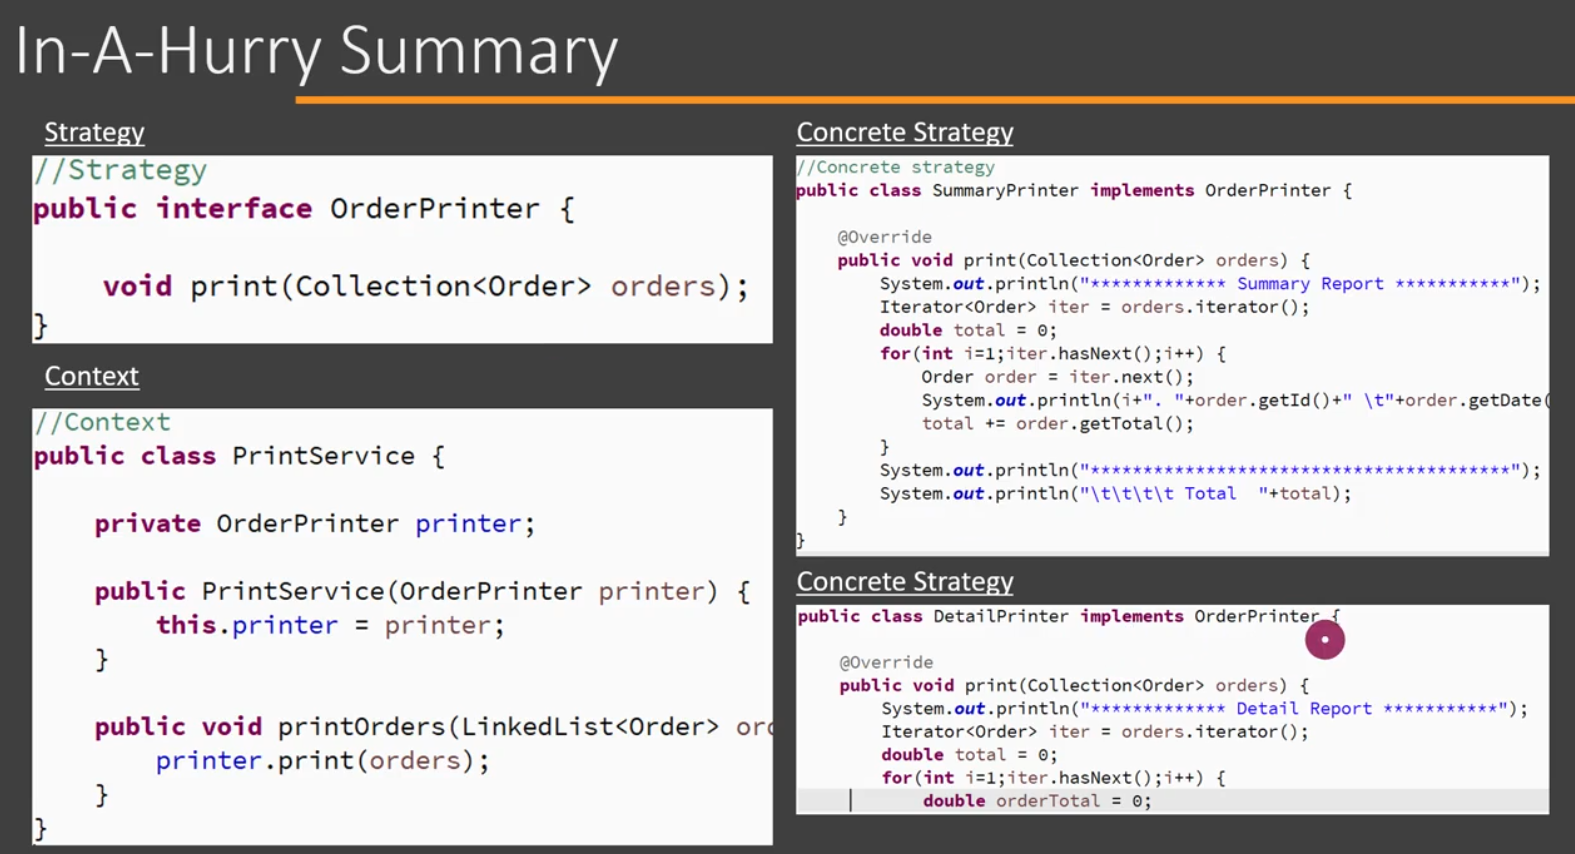 In-A-Hurry Summary
Strategy
//Strategy
public interface OrderPrinter {
void print(Collection<Order> orders);
}
Context
//Context
public class PrintService {
private OrderPrinter printer;
public PrintService(OrderPrinter printer) {
this.printer = printer;
}
public void printOrders(LinkedList<Order>
printer.print(orders);
}
}
Concrete Strategy
//Concrete strategy
public class SummaryPrinter implements OrderPrinter {
@Override
public void print(Collection<Order> orders) {
System.out.println("************* Summary Report ***********");
Iterator<Order> iter = orders.iterator();
double total = 0;
for(int i=1;iter.hasNext();i++) {
Order order = iter.next();
System.out.println(i+". "+order.getId()+" \t"+order.getDate(
total += order.getTotal();
}
System.out.println("****************************************");
System.out.println("\t\t\t\t Total  "+total);
}
}
Concrete Strategy
public class DetailPrinter implements OrderPrinter {
@Override
public void print(Collection<Order> orders) {
System.out.println("************* Detail Report ***********");
Iterator<Order> iter = orders.iterator();
double total = 0;
for(int i=1;iter.hasNext();i++) {
double orderTotal = 0;